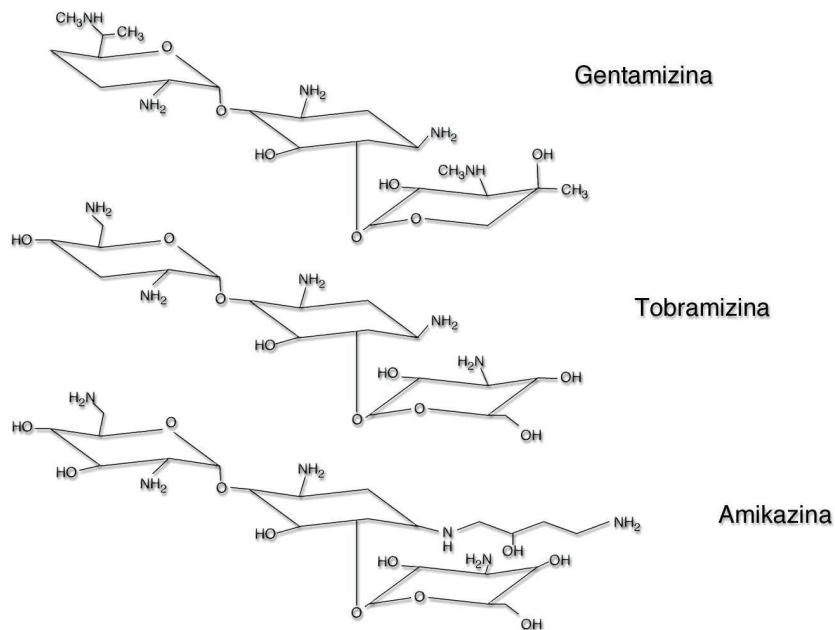 CH₃NH
CH₃
O
NH₂
O
NH₂
NH₂
HO
Gentamizina
OH
CH₃NH
HO
CH₃
O
O
NH₂
HO
O
NH₂
O
NH₂
NH₂
HO
Tobramizina
H₂N
HO
OH
O
O
OH
H₂N
HO
O
HO
NH₂
O
NH₂
HO
N
H
OH
NH₂
Amikazina
HO
H₂N
OH
O
O
OH